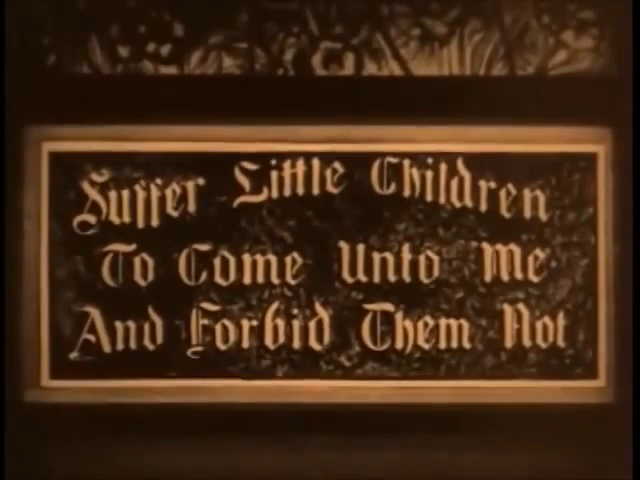 Suffer Little Children
To Come Unto Me
And Forbid Them Not